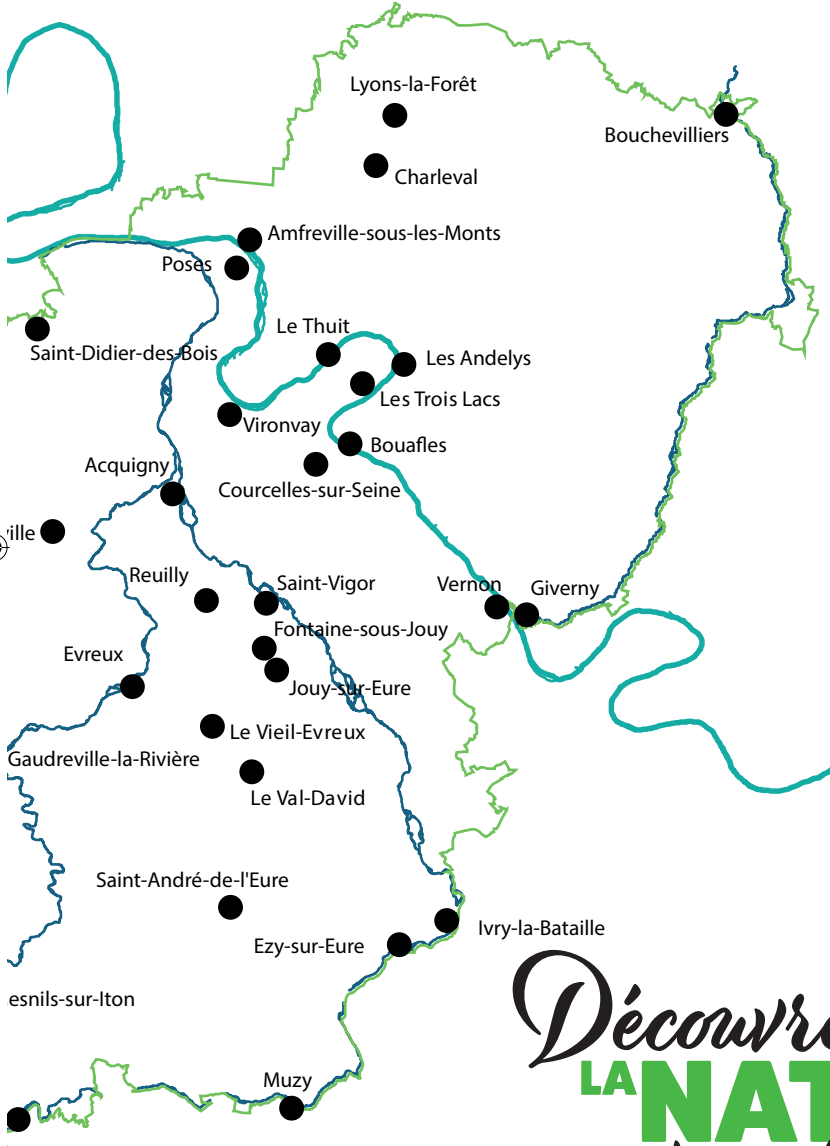 Lyons-la-Forêt
Bouchevilliers
Charleval
Amfreville-sous-les-Monts
Poses
Le Thuit
Saint-Didier-des-Bois
Les Andelys
Les Trois Lacs
Vironvay
Bouafles
Acquigny
Courcelles-sur-Seine
ville
Reuilly
Saint-Vigor
Vernon
Giverny
Fontaine-sous-Jouy
Evreux
Jouy-sur-Eure
Le Vieil-Evreux
Gaudreville-la-Rivière
Le Val-David
Saint-André-de-l'Eure
Ivry-la-Bataille
Ezy-sur-Eure
esnils-sur-Iton
Découvre
LA NAT
Muzy